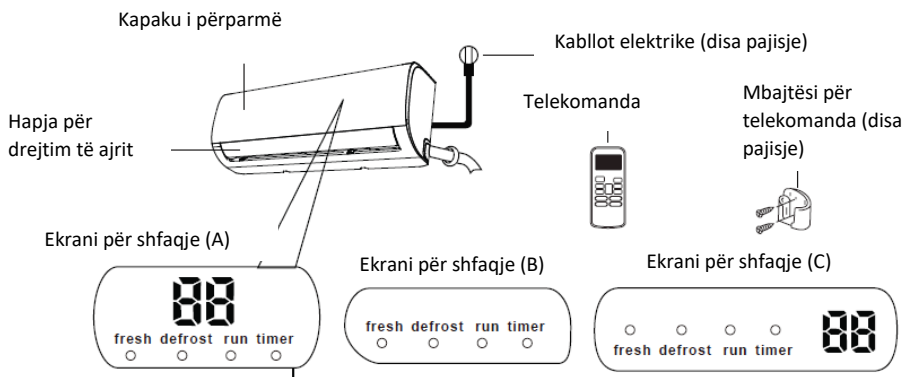 Kapaku i përparmë
Kabllot elektrike (disa pajisje)
Telekomanda
Mbajtësi për
telekomanda (disa
pajisje)
Hapja për
drejtim të ajrit
Ekrani për shfaqje (A)
88
fresh defrost run timer
Ekrani për shfaqje (B)
fresh defrost run timer
Ekrani për shfaqje (C)
88
fresh defrost run timer